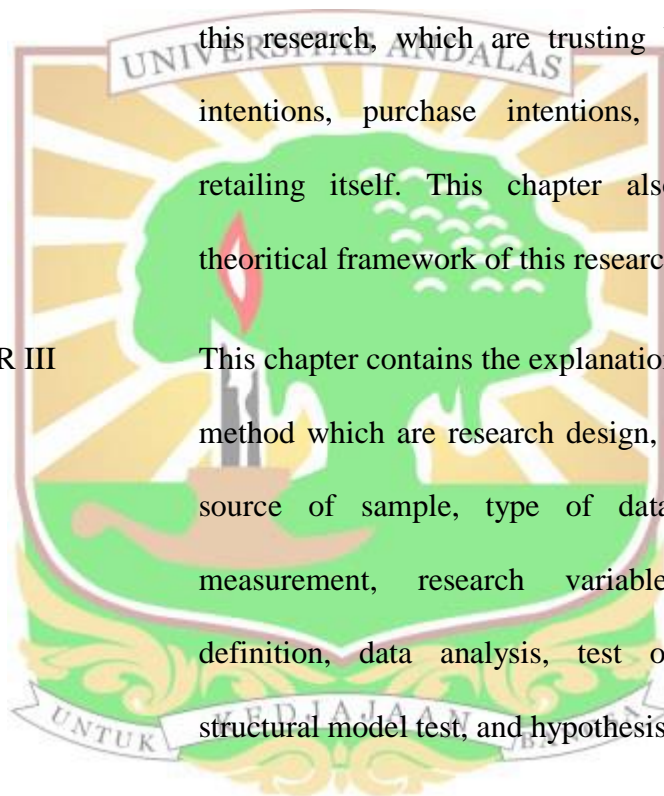 this research, which are trusting
UNIVERSITAS ANDALAS
intentions, purchase intentions,
retailing itself. This chapter also
theoritical framework of this research
R III This chapter contains the explanation
method which are research design,
source of sample, type of data
measurement, research variable
definition, data analysis, test o
structural model test, and hypothesis
UNTUK KEDJAJAAN BANGSA